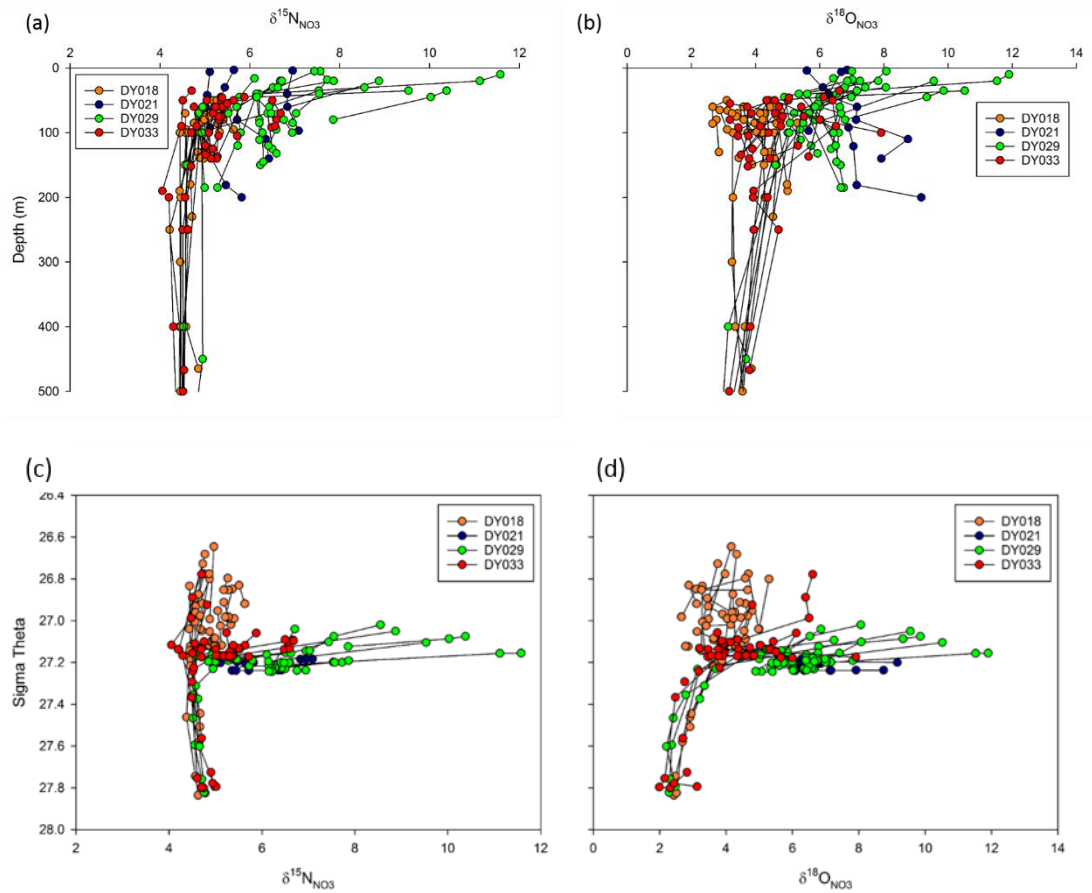 (a)
δ15NNO3
2 4 6 8 10 12
0
100
200
300
400
500
Depth (m)
DY018
DY021
DY029
DY033
(b)
δ18ONO3
0 2 4 6 8 10 12 14
DY018
DY021
DY029
DY033
(c)
26.4
26.6
26.8
27.0
27.2
27.4
27.6
27.8
28.0
Sigma Theta
DY018
DY021
DY029
DY033
2 4 6 8 10 12
δ15NNO3
(d)
DY018
DY021
DY029
DY033
0 2 4 6 8 10 12 14
δ18ONO3